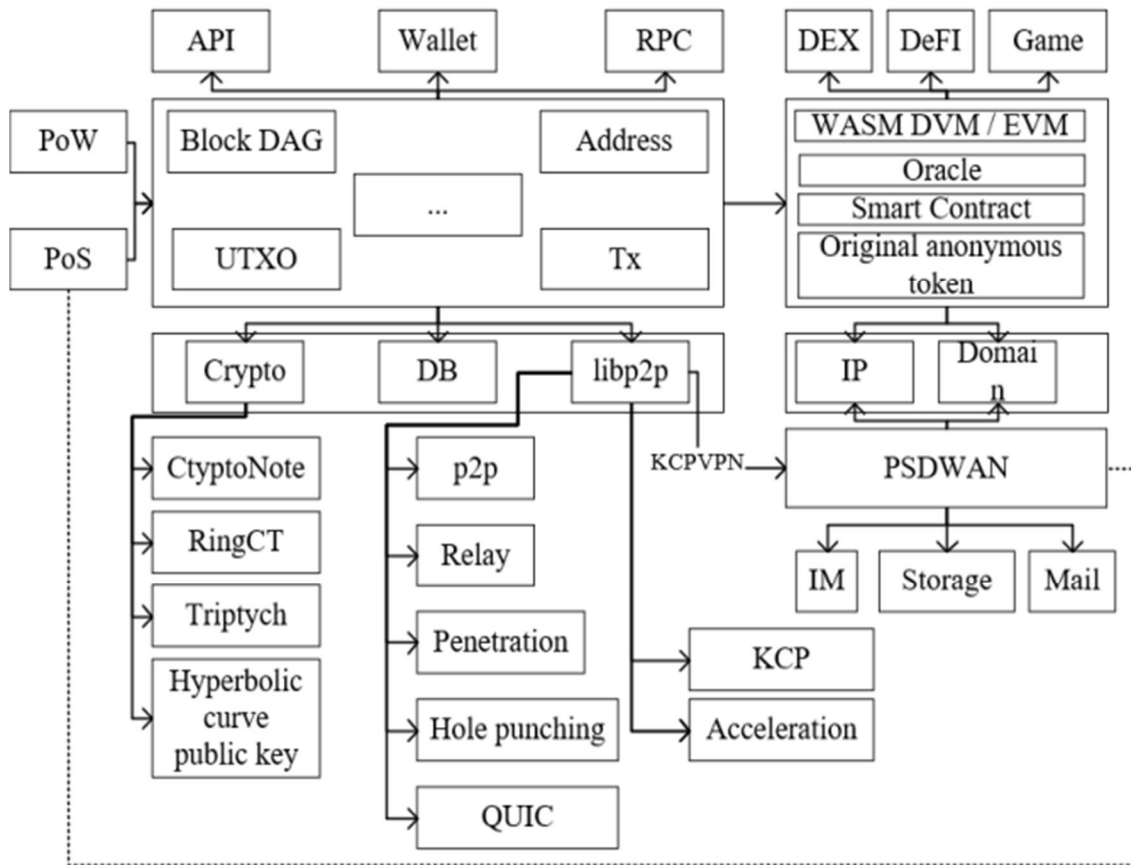 API
Wallet
RPC
DEX
DeFI
Game
PoW
PoS
Block DAG
Address
...
UTXO
Tx
WASM DVM / EVM
Oracle
Smart Contract
Original anonymous
token
Crypto
DB
libp2p
IP
Domai
n
KCPVPN
PSDWAN
CtyptoNote
RingCT
Triptych
Hyperbolic
curve
public key
p2p
Relay
Penetration
Hole punching
QUIC
KCP
Acceleration
IM
Storage
Mail